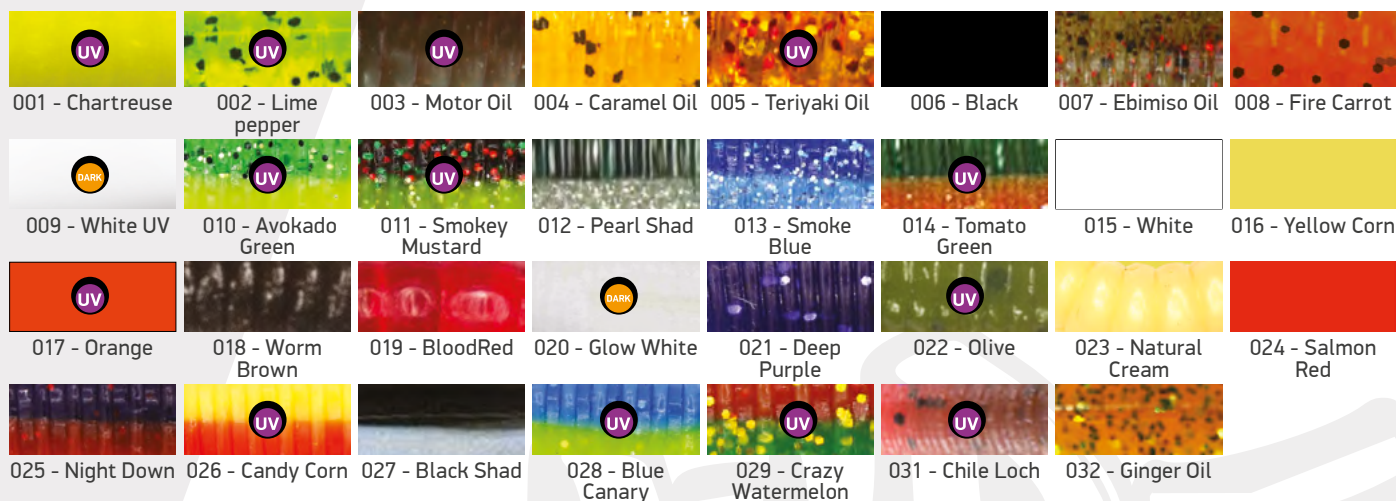 UV
UV
UV
UV
001 - Chartreuse
002 - Lime
pepper
003 - Motor Oil
004 - Caramel Oil
005 - Teriyaki Oil
006 - Black
007 - Ebimiso Oil
008 - Fire Carrot
DARK
UV
UV
UV
009 - White UV
010 - Avokado
Green
011 - Smokey
Mustard
012 - Pearl Shad
013 - Smoke
Blue
014 - Tomato
Green
015 - White
016 - Yellow Corn
UV
DARK
UV
017 - Orange
018 - Worm
Brown
019 - BloodRed
020 - Glow White
021 - Deep
Purple
022 - Olive
023 - Natural
Cream
024 - Salmon
Red
UV
UV
UV
UV
025 - Night Down
026 - Candy Corn
027 - Black Shad
028 - Blue
Canary
029 - Crazy
Watermelon
031 - Chile Loch
032 - Ginger Oil